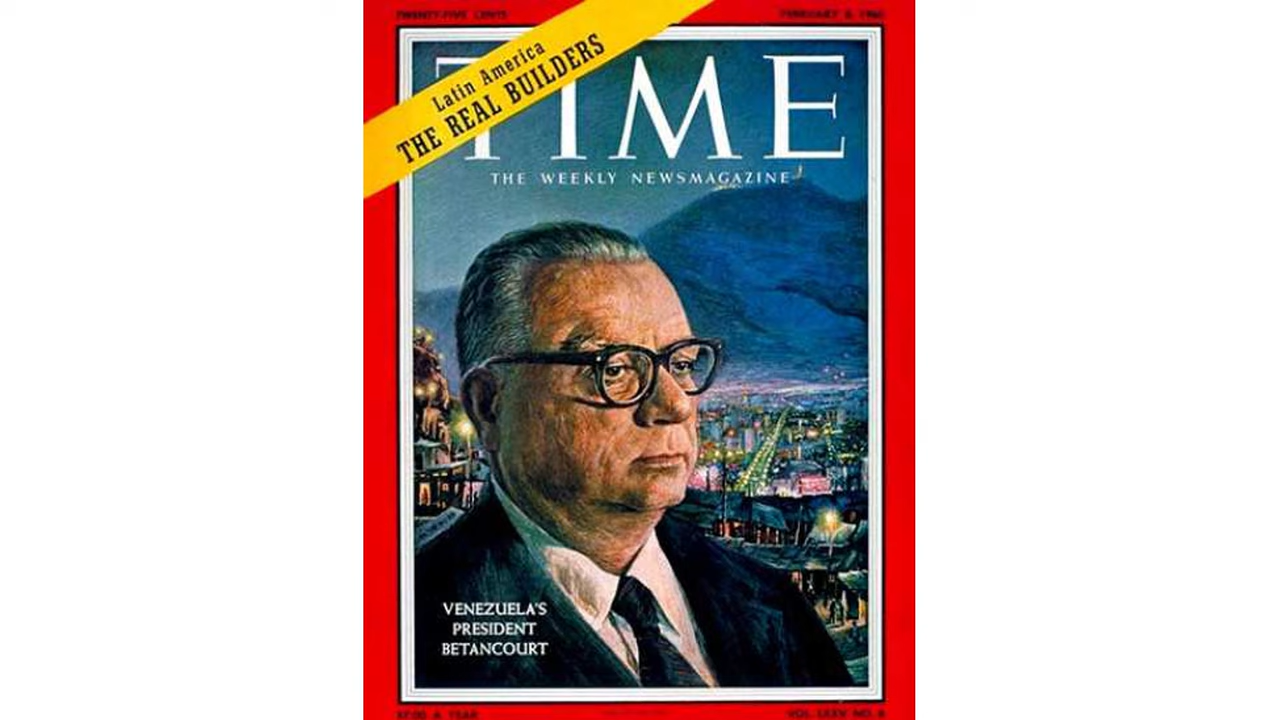 TWENTY-FIVE CENTS
FEBRUARY 8, 1960
Latin America
THE REAL BUILDERS
TIME
THE WEEKLY NEWSMAGAZINE
VENEZUELA'S
PRESIDENT
BETANCOURT
$7.00 A YEAR
VOL. LXXV NO. 6